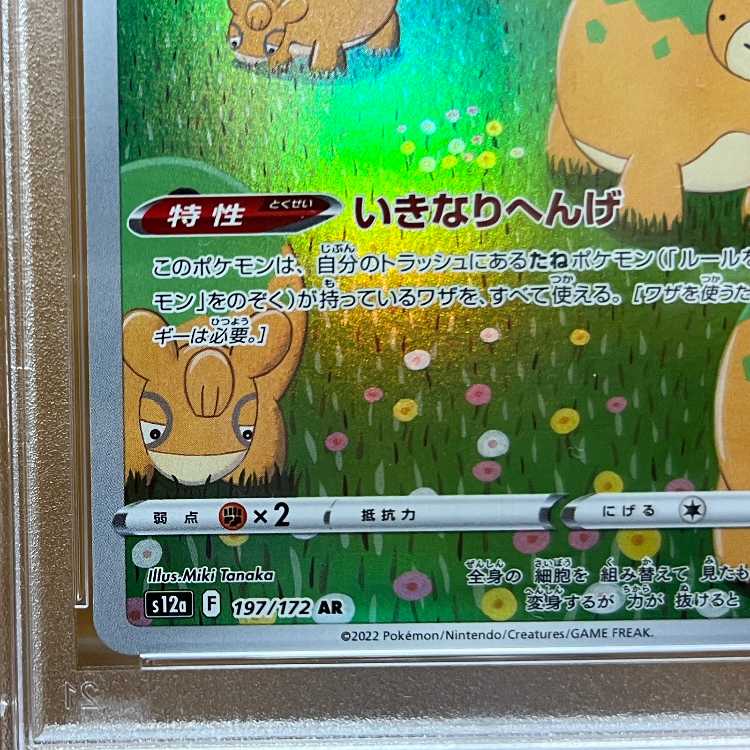 特性 とくせい いきなりへんげ
このポケモンは、自分のトラッシュにあるたねポケモン(「ルールを
モン」をのぞく)が持っているワザを、すべて使える。[ワザを使うた
ギーは必要。]
弱点 ×2 抵抗力 にげる
Illus.Miki Tanaka
全身の 細胞を 組み替えて 見たも
変身するが 力が 抜けると
s12a F 197/172 AR
©2022 Pokémon/Nintendo/Creatures/GAME FREAK.
21